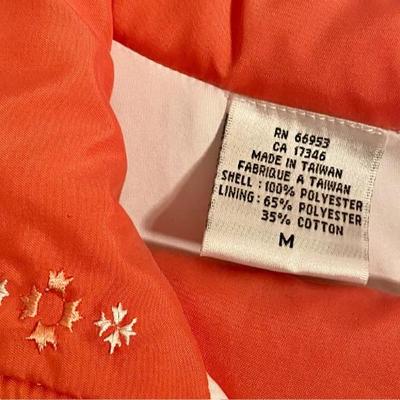 RN 66953
CA 17346
MADE IN TAIWAN
FABRIQUE A TAIWAN
SHELL : 100% POLYESTER
LINING : 65% POLYESTER
35% COTTON
M